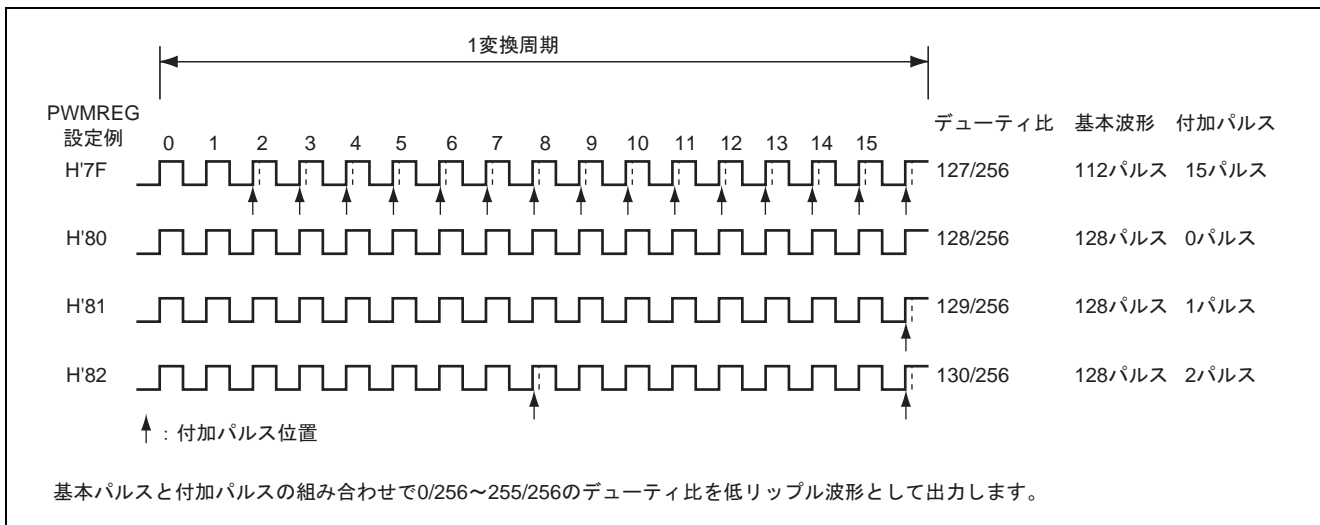 1変換周期
PWMREG
設定例
デューティ比 基本波形 付加パルス
0 1 2 3 4 5 6 7 8 9 10 11 12 13 14 15
H'7F 127/256 112パルス 15パルス
H'80 128/256 128パルス 0パルス
H'81 129/256 128パルス 1パルス
H'82 130/256 128パルス 2パルス
：付加パルス位置
基本パルスと付加パルスの組み合わせで0/256～255/256のデューティ比を低リップル波形として出力します。